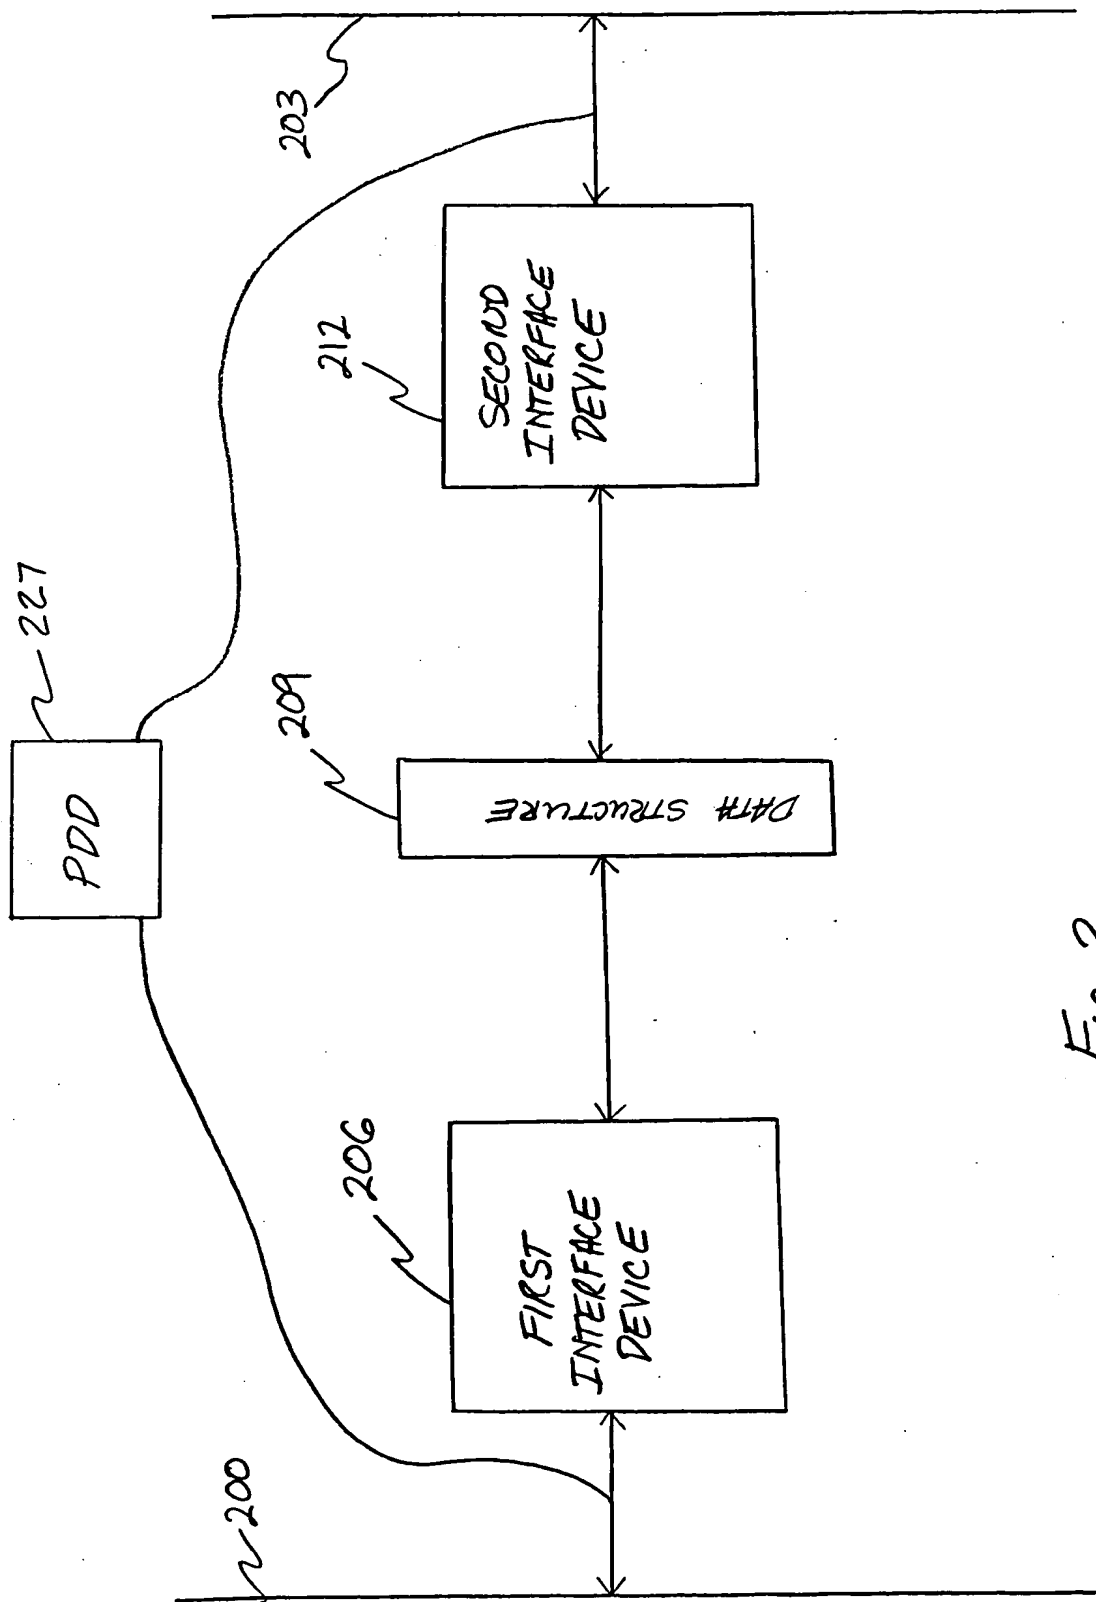 PDD
227
203
209
212
206
200
FIRST
INTERFACE
DEVICE
DATA STRUCTURE
SECOND
INTERFACE
DEVICE